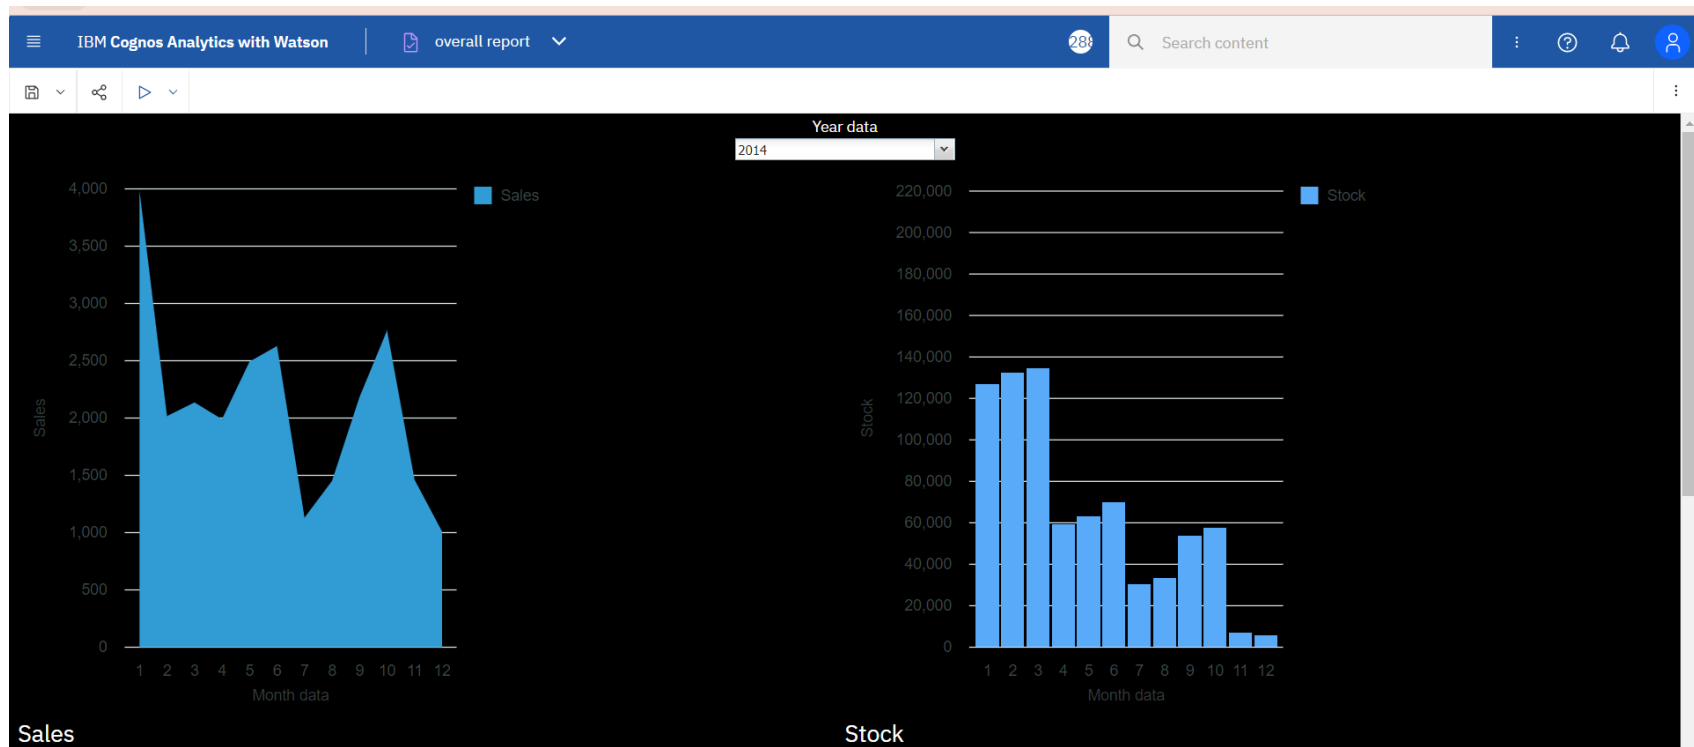 IBM Cognos Analytics with Watson
overall report
288
Search content
Year data
2014
4,000
3,500
3,000
2,500
2,000
1,500
1,000
500
0
Sales
1 2 3 4 5 6 7 8 9 10 11 12
Month data
Sales
220,000
200,000
180,000
160,000
140,000
120,000
100,000
80,000
60,000
40,000
20,000
0
Stock
1 2 3 4 5 6 7 8 9 10 11 12
Month data
Stock
Sales
Stock